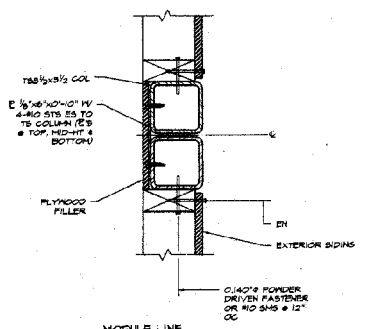 TS3½x3½ COL
⅊ ⅛"x6"x0'-10" W/
4-#10 STS ES TO
TS COLUMN (⅊'S
@ TOP, MID-HT &
BOTTOM)
℄
PLYWOOD
FILLER
EN
EXTERIOR SIDING
0.140"⌀ POWDER
DRIVEN FASTENER
OR #10 SMS @ 12"
OC
MODULE LINE